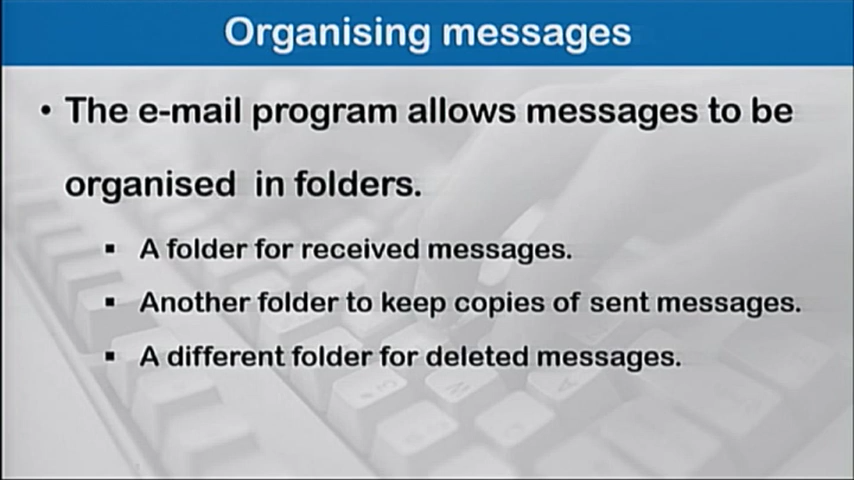 Organising messages
• The e-mail program allows messages to be
organised in folders.
▪ A folder for received messages.
▪ Another folder to keep copies of sent messages.
▪ A different folder for deleted messages.